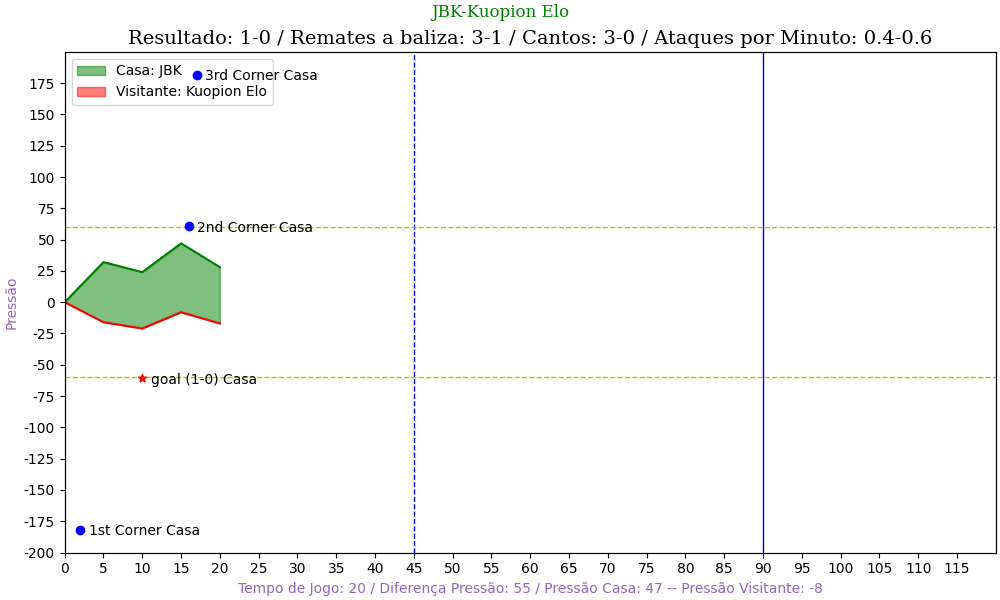 JBK-Kuopion Elo
Resultado: 1-0 / Remates a baliza: 3-1 / Cantos: 3-0 / Ataques por Minuto: 0.4-0.6
Casa: JBK
Visitante: Kuopion Elo
3rd Corner Casa
2nd Corner Casa
goal (1-0) Casa
1st Corner Casa
Pressão
175
150
125
100
75
50
25
0
-25
-50
-75
-100
-125
-150
-175
-200
0 5 10 15 20 25 30 35 40 45 50 55 60 65 70 75 80 85 90 95 100 105 110 115
Tempo de Jogo: 20 / Diferença Pressão: 55 / Pressão Casa: 47 -- Pressão Visitante: -8